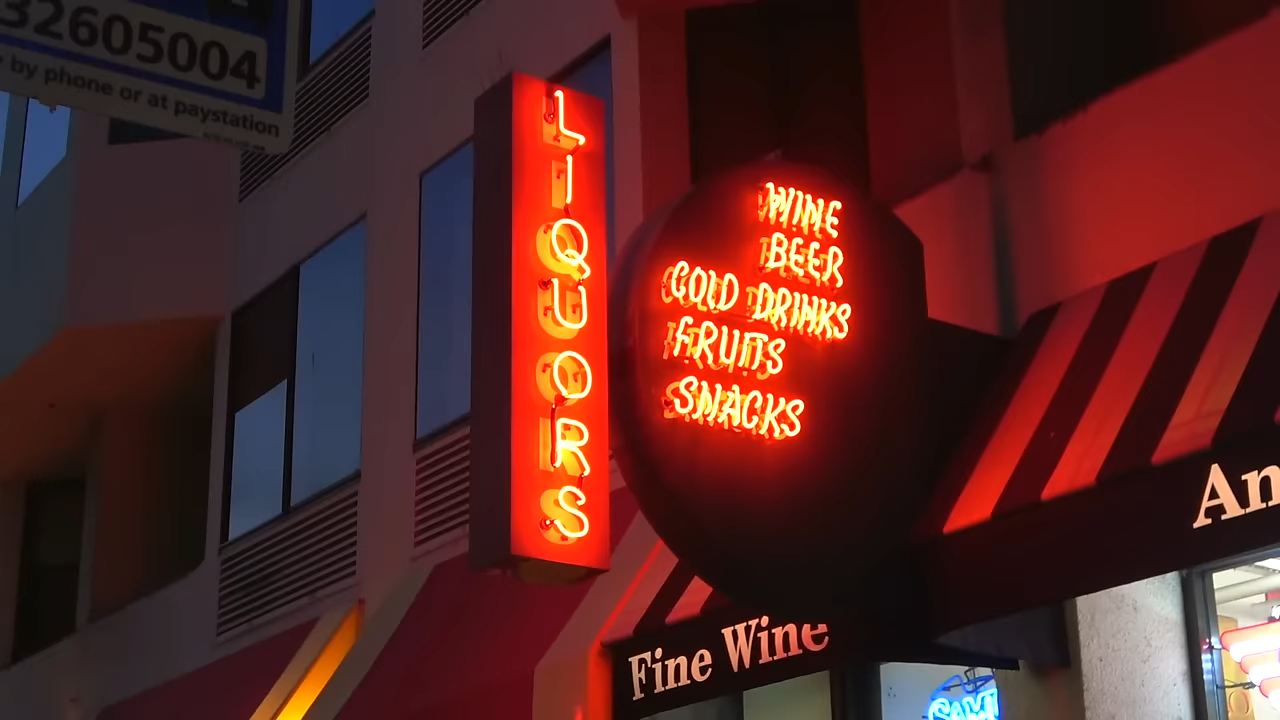 32605004
by phone or at paystation
LIQUORS
WINE
BEER
COLD DRINKS
FRUITS
SNACKS
Fine Wine
An